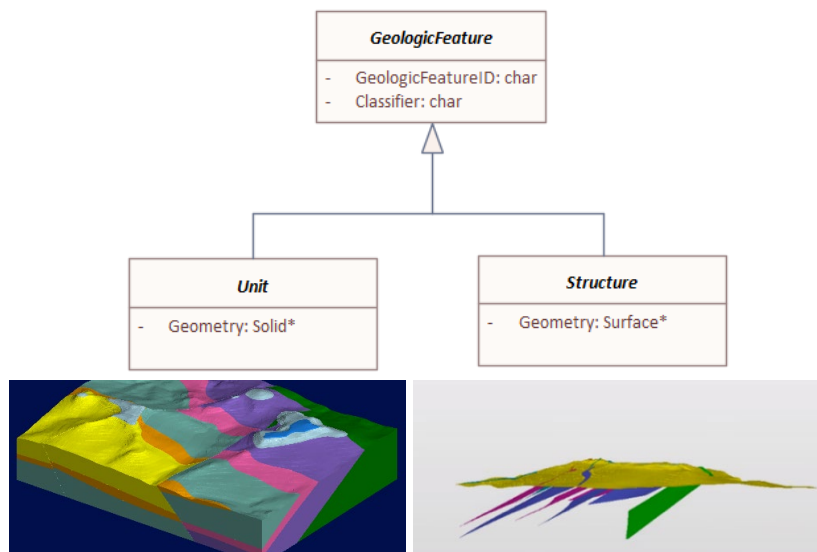 GeologicFeature
- GeologicFeatureID: char
- Classifier: char
Unit
- Geometry: Solid*
Structure
- Geometry: Surface*